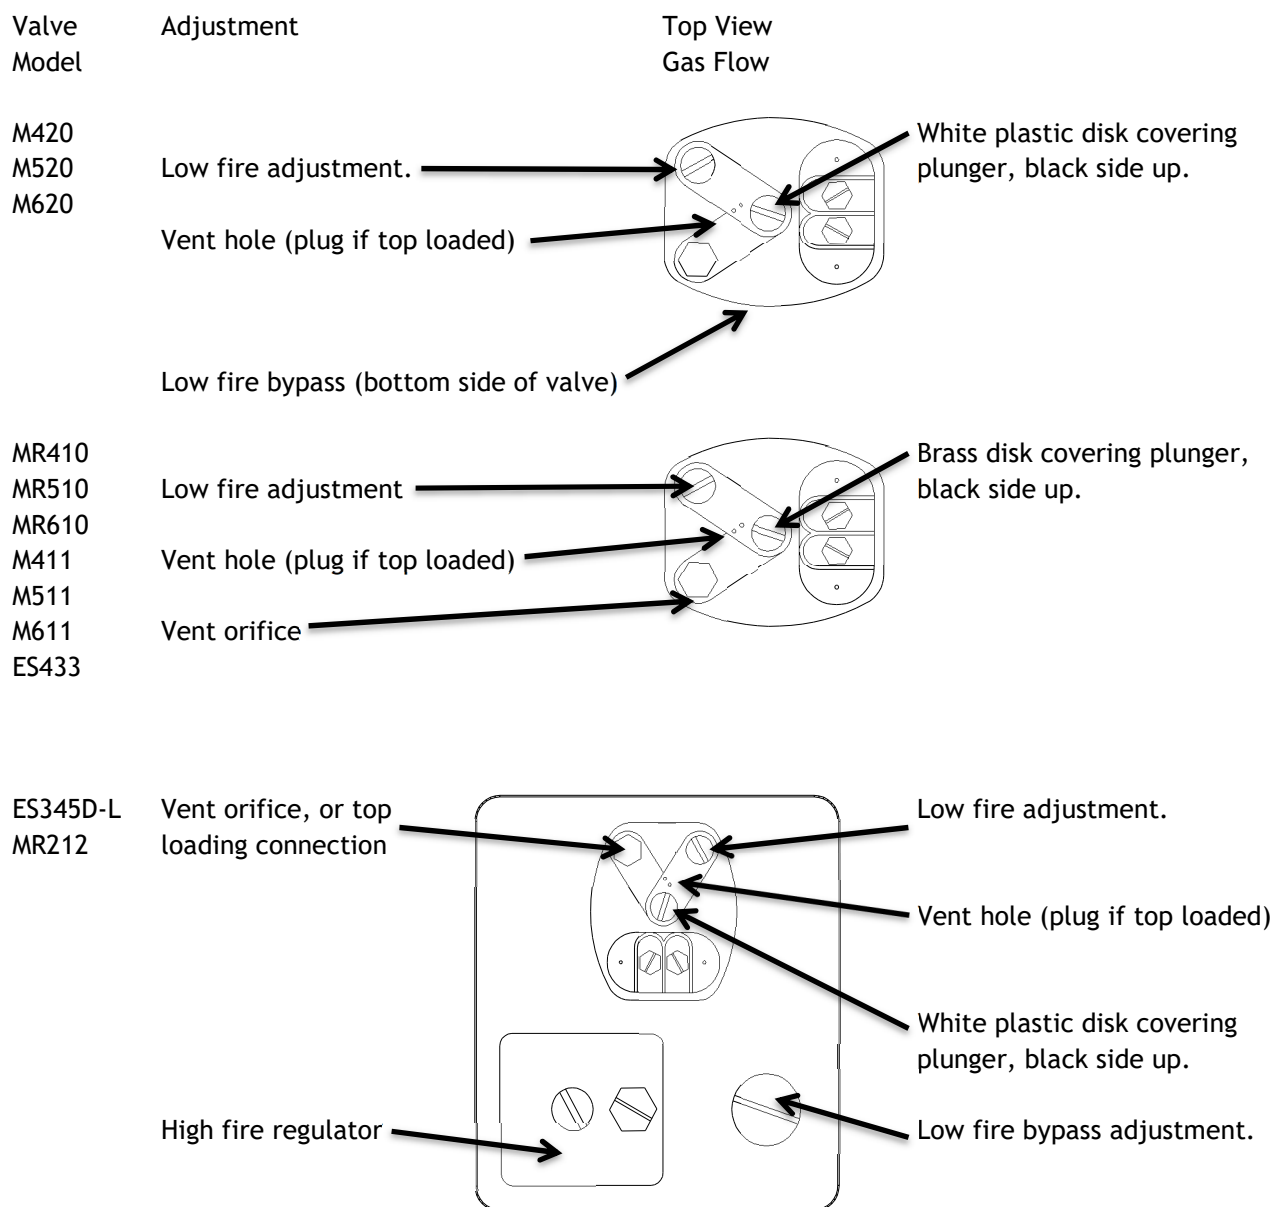 Valve Adjustment Top View
Model Gas Flow
M420 White plastic disk covering
M520 Low fire adjustment. plunger, black side up.
M620
Vent hole (plug if top loaded)
Low fire bypass (bottom side of valve)
MR410 Brass disk covering plunger,
MR510 Low fire adjustment black side up.
MR610
M411 Vent hole (plug if top loaded)
M511
M611 Vent orifice
ES433
ES345D-L Vent orifice, or top Low fire adjustment.
MR212 loading connection
Vent hole (plug if top loaded)
White plastic disk covering
plunger, black side up.
High fire regulator Low fire bypass adjustment.